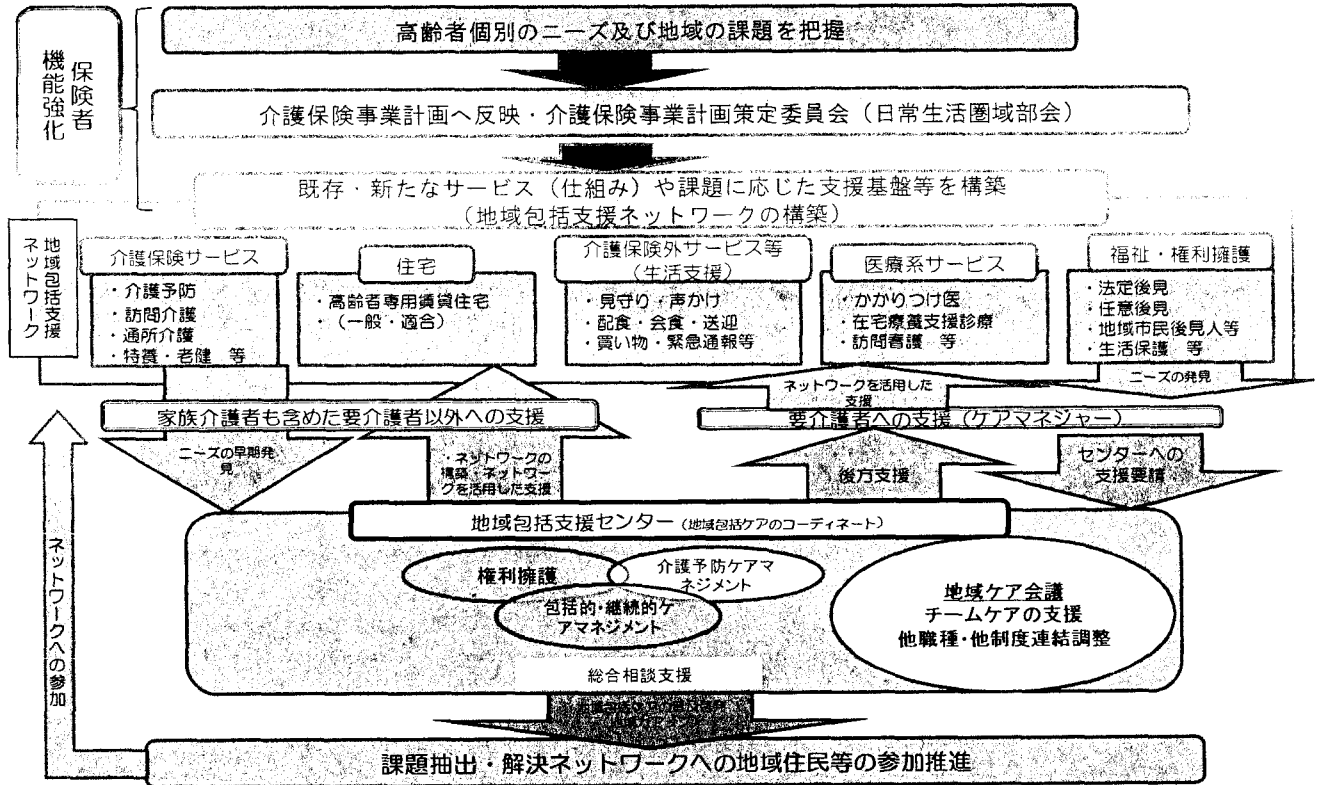 高齢者個別のニーズ及び地域の課題を把握
保険者
機能強化
介護保険事業計画へ反映・介護保険事業計画策定委員会（日常生活圏域部会）
既存・新たなサービス（仕組み）や課題に応じた支援基盤等を構築
（地域包括支援ネットワークの構築）
地域包括支援
ネットワーク
介護保険サービス
・介護予防
・訪問介護
・通所介護
・特養・老健　等
住宅
・高齢者専用賃貸住宅
・（一般・適合）
介護保険外サービス等
（生活支援）
・見守り・声かけ
・配食・会食・送迎
・買い物・緊急通報等
医療系サービス
・かかりつけ医
・在宅療養支援診療
・訪問看護　等
福祉・権利擁護
・法定後見
・任意後見
・地域市民後見人等
・生活保護　等
ネットワークを活用した
支援
ニーズの発見
家族介護者も含めた要介護者以外への支援
要介護者への支援（ケアマネジャー）
ニーズの早期発
見
・ネットワークの
構築・ネットワー
クを活用した支援
後方支援
センターへの
支援要請
地域包括支援センター（地域包括ケアのコーディネート）
権利擁護
介護予防ケアマ
ネジメント
包括的・継続的ケ
アマネジメント
地域ケア会議
チームケアの支援
他職種・他制度連結調整
総合相談支援
ネットワークへの参加
課題抽出・解決ネットワークへの地域住民等の参加推進